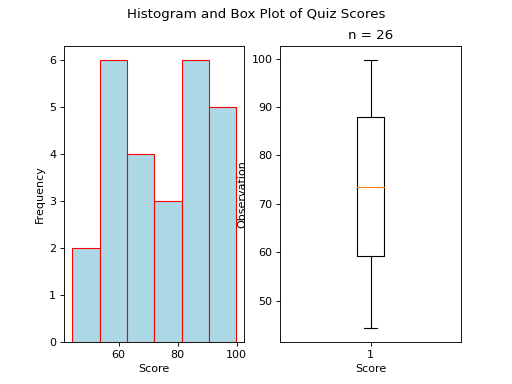 Histogram and Box Plot of Quiz Scores
Frequency
6
5
4
3
2
1
0
60 80 100
Score
n = 26
Observation
100
90
80
70
60
50
1
Score